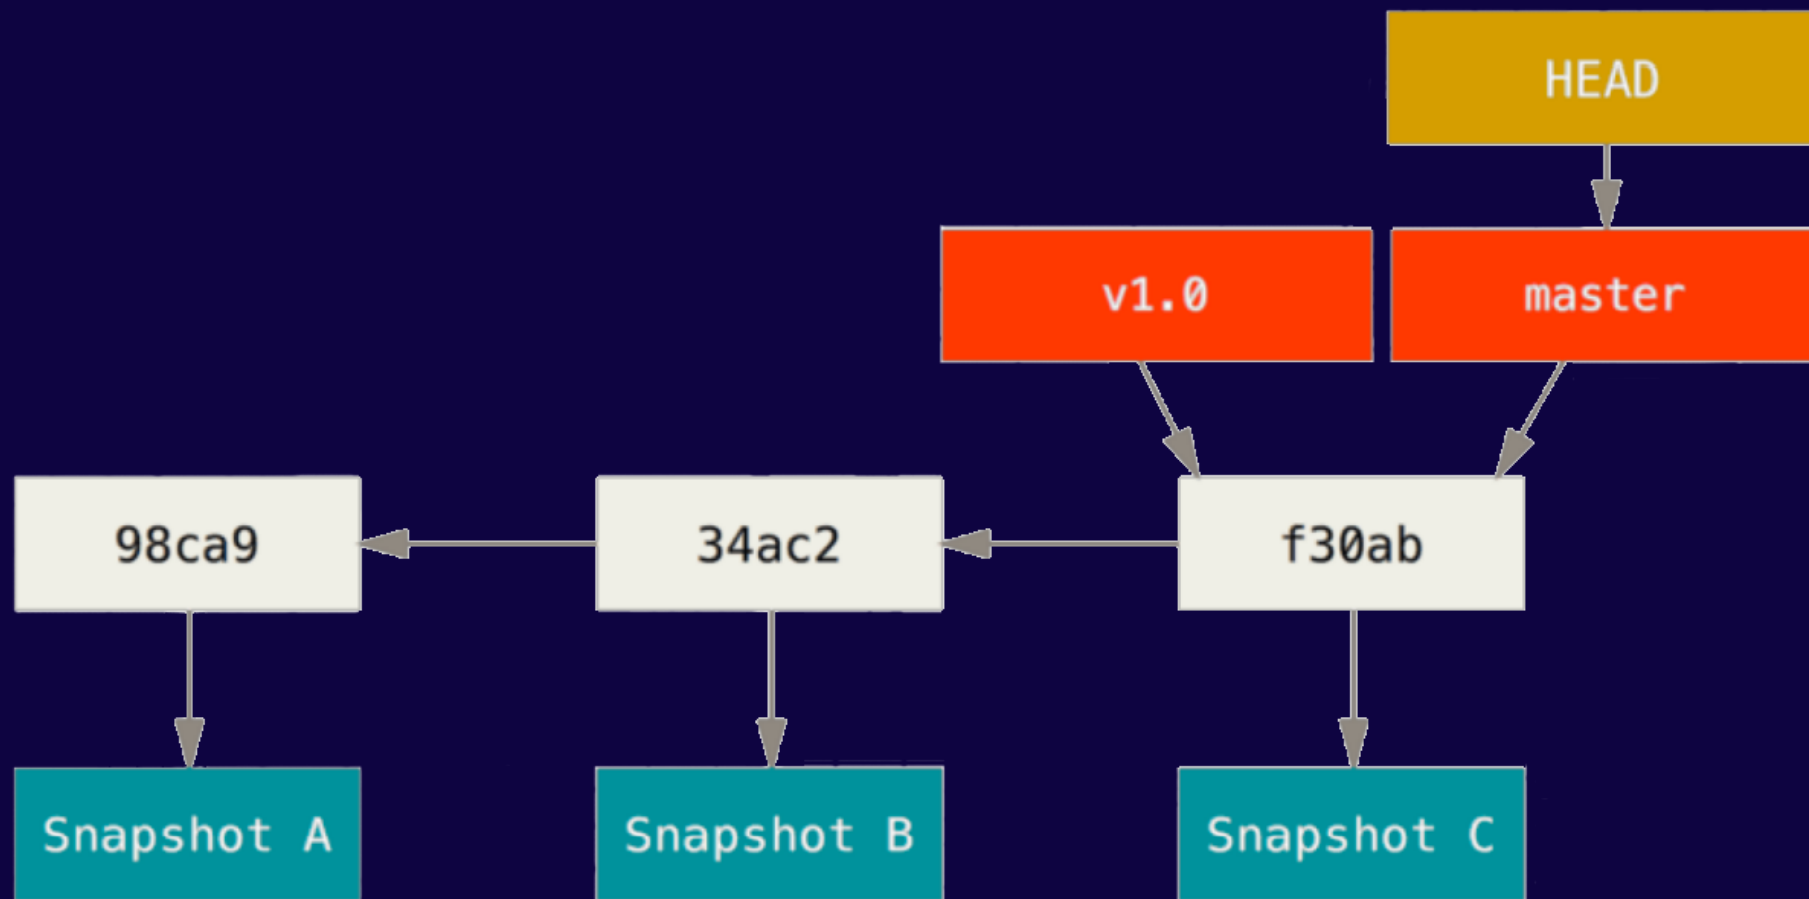 HEAD
v1.0
master
98ca9
34ac2
f30ab
Snapshot A
Snapshot B
Snapshot C